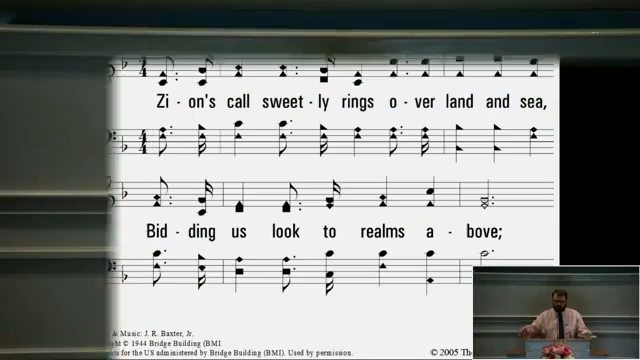 Zi - on's call sweet - ly rings o - ver land and sea,
Bid - ding us look to realms a - bove;
& Music: J. R. Baxter, Jr.
ght © 1944 Bridge Building (BMI
nts for the US administered by Bridge Building (BMI). Used by permission.
© 2005 The